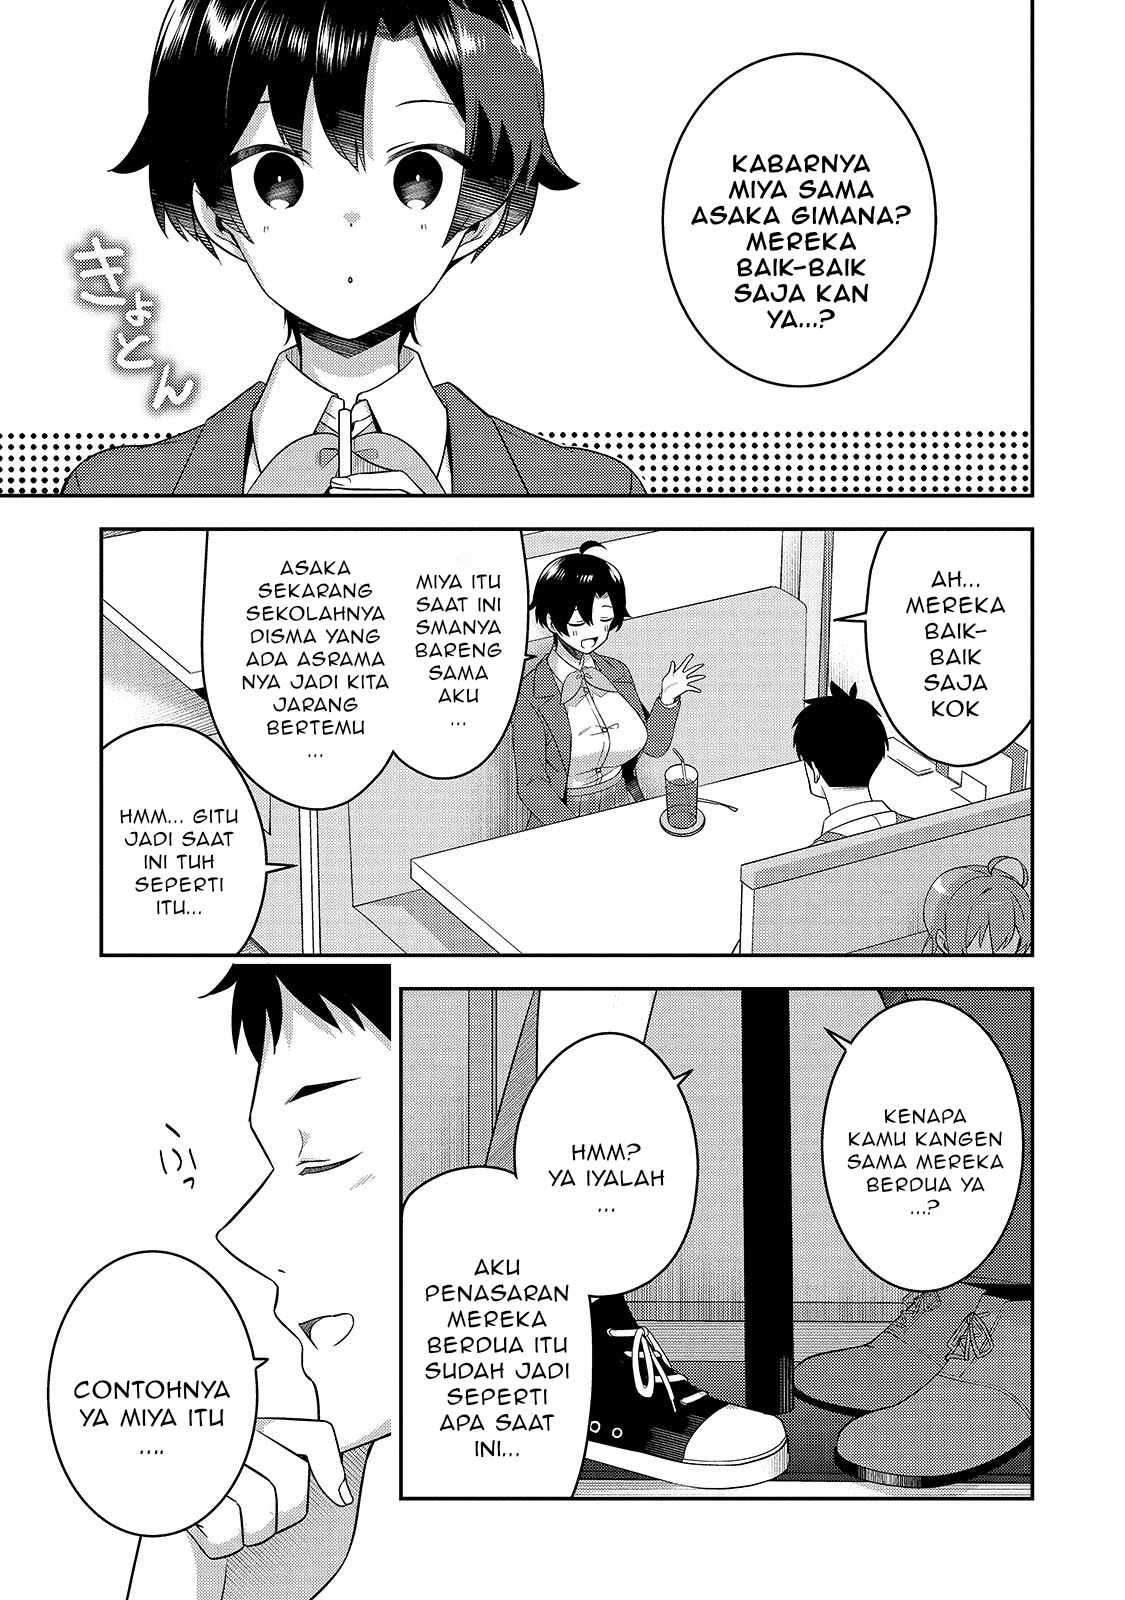 KABARNYA
MIYA SAMA
ASAKA GIMANA?
MEREKA
BAIK-BAIK
SAJA KAN
YA...?
きょとん
AH...
MEREKA
BAIK-
BAIK
SAJA
KOK
MIYA ITU
SAAT INI
SMANYA
BARENG
SAMA
AKU
...
ASAKA
SEKARANG
SEKOLAHNYA
DISMA YANG
ADA ASRAMA
NYA JADI KITA
JARANG
BERTEMU
...
HMM... GITU
JADI SAAT
INI TUH
SEPERTI
ITU...
KENAPA
KAMU KANGEN
SAMA MEREKA
BERDUA YA
...?
HMM?
YA IYALAH
...
AKU
PENASARAN
MEREKA
BERDUA ITU
SUDAH JADI
SEPERTI
APA SAAT
INI...
ふっ
CONTOHNYA
YA MIYA ITU
....